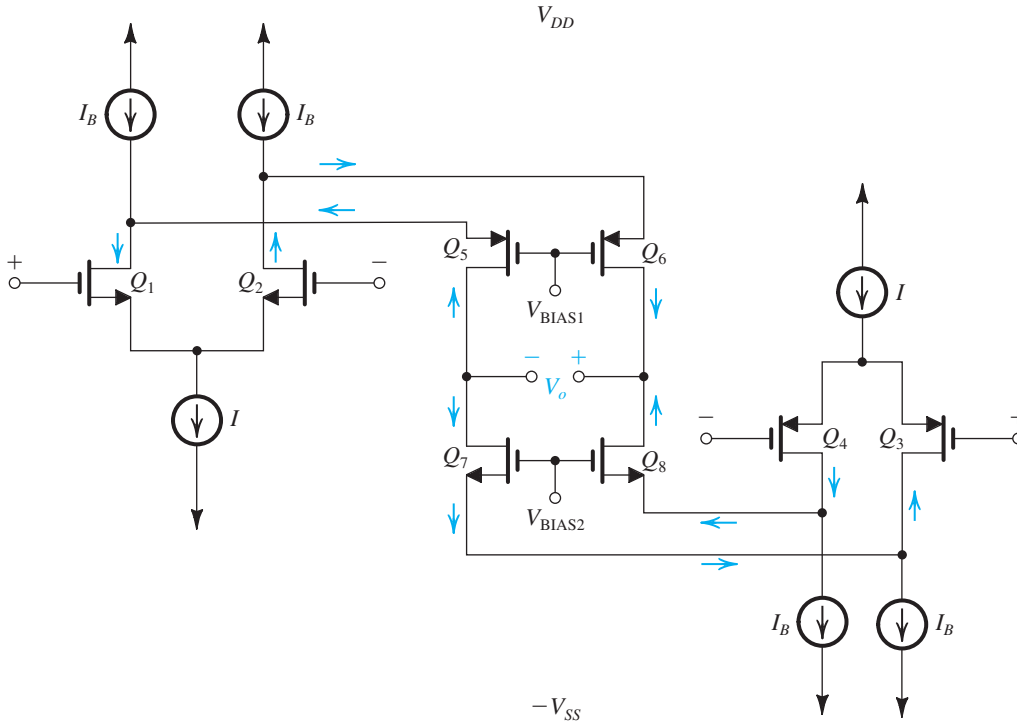 V_DD
I_B
I_B
+
Q_1
Q_2
−
Q_5
Q_6
V_BIAS1
I
I
− +
V_o
Q_7
Q_8
V_BIAS2
−
Q_4
Q_3
−
I_B
I_B
−V_SS